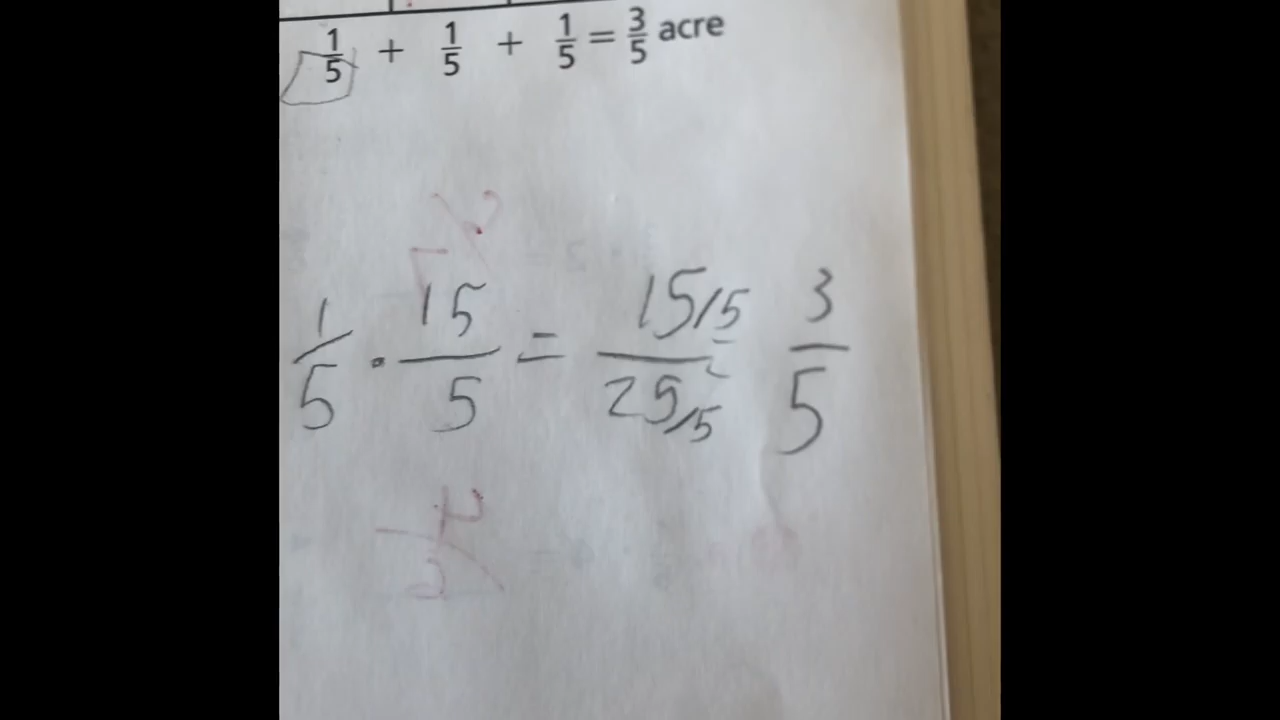 1/5 + 1/5 + 1/5 = 3/5 acre
1/5 · 15/5 = 15/5 / 25/5 = 3/5